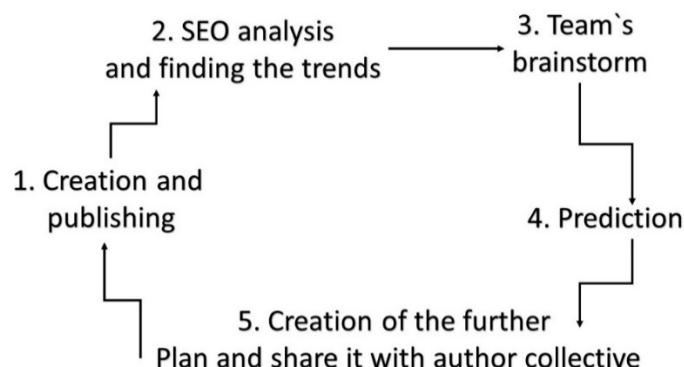 2. SEO analysis
and finding the trends
3. Team`s
brainstorm
1. Creation and
publishing
4. Prediction
5. Creation of the further
Plan and share it with author collective